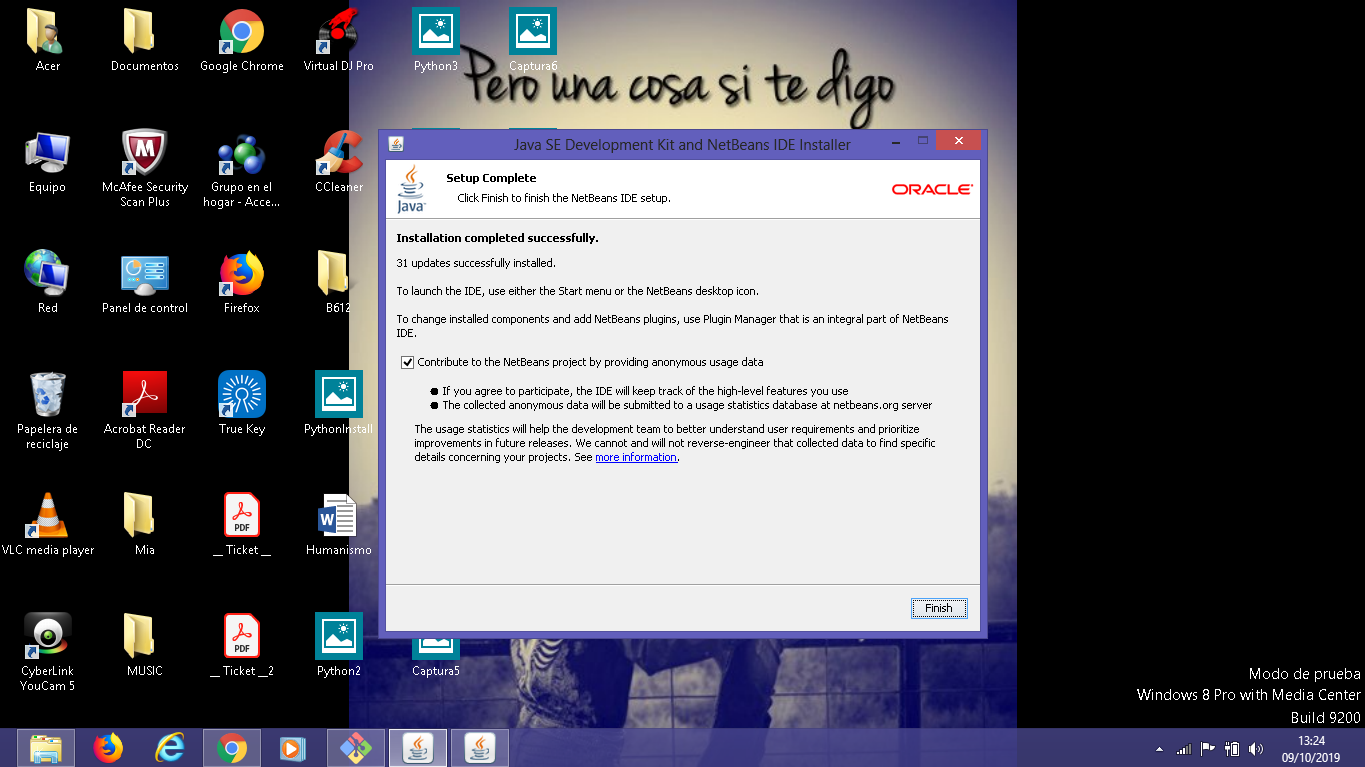 Acer
Documentos
Google Chrome
Virtual DJ Pro
Python3
Captura6
Pero una cosa si te digo
Equipo
McAfee Security
Scan Plus
Grupo en el
hogar - Acce...
CCleaner
Red
Panel de control
Firefox
B612
Papelera de
reciclaje
Acrobat Reader
DC
True Key
PythonInstall
VLC media player
Mia
PDF
__ Ticket __
W
Humanismo
CyberLink
YouCam 5
MUSIC
PDF
__ Ticket __2
Python2
Captura5
Java SE Development Kit and NetBeans IDE Installer
Java
Setup Complete
Click Finish to finish the NetBeans IDE setup.
ORACLE
Installation completed successfully.
31 updates successfully installed.
To launch the IDE, use either the Start menu or the NetBeans desktop icon.
To change installed components and add NetBeans plugins, use Plugin Manager that is an integral part of NetBeans
IDE.
Contribute to the NetBeans project by providing anonymous usage data
● If you agree to participate, the IDE will keep track of the high-level features you use
● The collected anonymous data will be submitted to a usage statistics database at netbeans.org server
The usage statistics will help the development team to better understand user requirements and prioritize
improvements in future releases. We cannot and will not reverse-engineer that collected data to find specific
details concerning your projects. See more information.
Finish
Modo de prueba
Windows 8 Pro with Media Center
Build 9200
13:24
09/10/2019